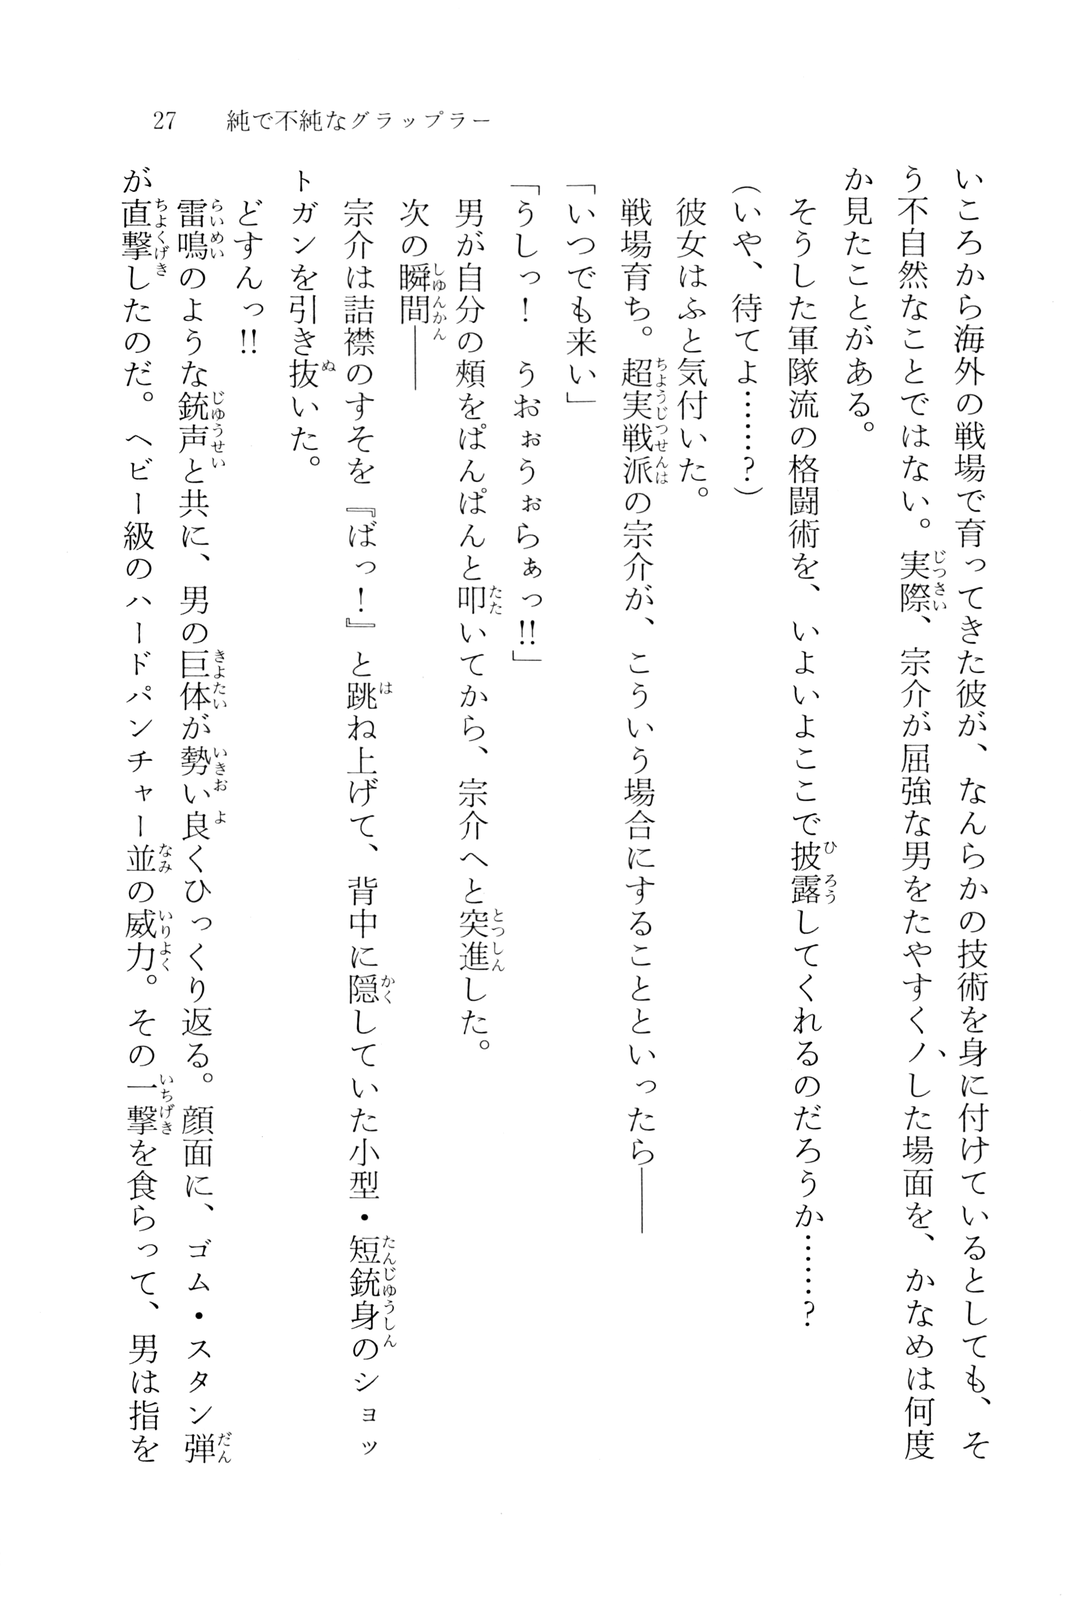 27　純で不純なグラップラー
いころから海外の戦場で育ってきた彼が、なんらかの技術を身に付けているとしても、そ
う不自然なことではない。実際、宗介が屈強な男をたやすくノした場面を、かなめは何度
か見たことがある。
　そうした軍隊流の格闘術を、いよいよここで披露してくれるのだろうか……？
（いや、待てよ……？）
　彼女はふと気付いた。
　戦場育ち。超実戦派の宗介が、こういう場合にすることといったら――
「いつでも来い」
「うしっ！　うおぉうぉらぁっ‼」
　男が自分の頰をぱんぱんと叩いてから、宗介へと突進した。
　次の瞬間――
　宗介は詰襟のすそを『ばっ！』と跳ね上げて、背中に隠していた小型・短銃身のショッ
トガンを引き抜いた。
　どすんっ‼
　雷鳴のような銃声と共に、男の巨体が勢い良くひっくり返る。顔面に、ゴム・スタン弾
が直撃したのだ。ヘビー級のハードパンチャー並の威力。その一撃を食らって、男は指を